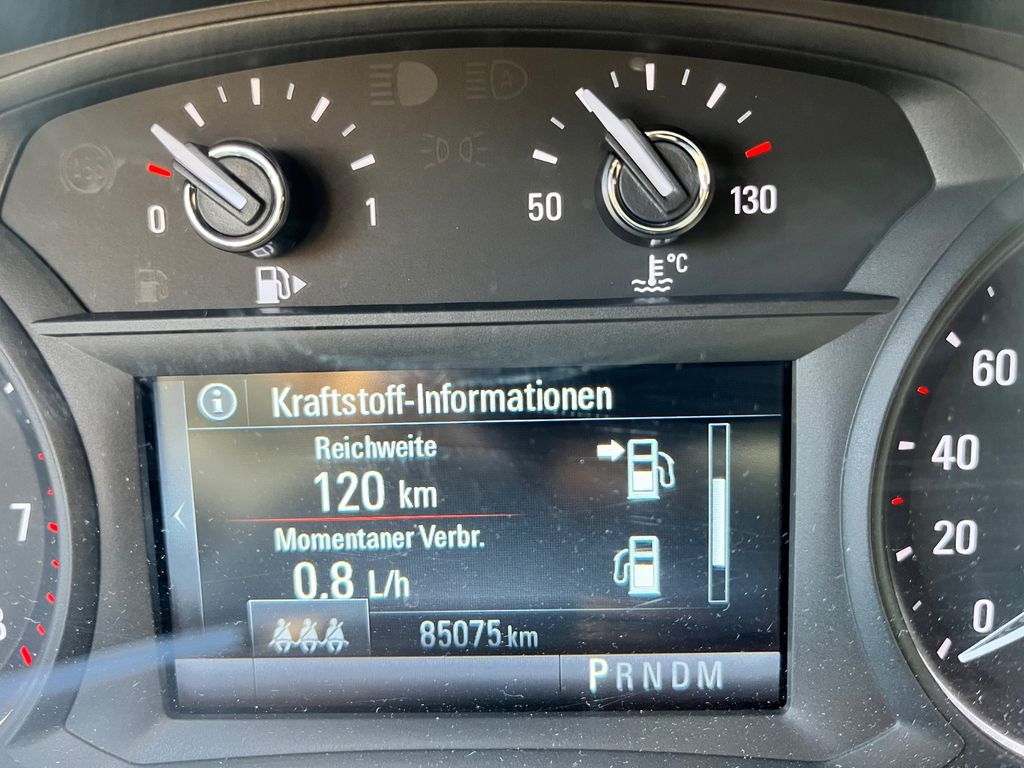 0
1
50
130
°C
Kraftstoff-Informationen
Reichweite
120 km
Momentaner Verbr.
0.8 L/h
85075 km
PRNDM
7
60
40
20
0